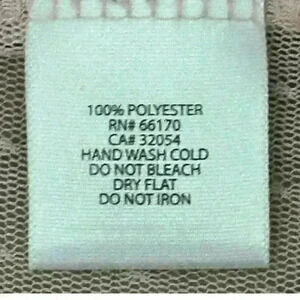 100% POLYESTER
RN# 66170
CA# 32054
HAND WASH COLD
DO NOT BLEACH
DRY FLAT
DO NOT IRON